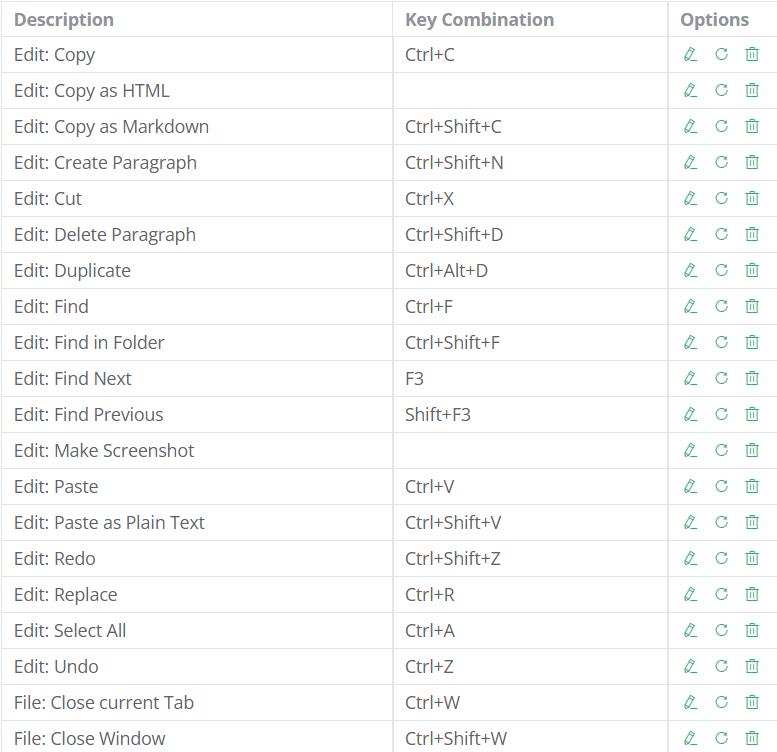 Description Key Combination Options
Edit: Copy Ctrl+C
Edit: Copy as HTML
Edit: Copy as Markdown Ctrl+Shift+C
Edit: Create Paragraph Ctrl+Shift+N
Edit: Cut Ctrl+X
Edit: Delete Paragraph Ctrl+Shift+D
Edit: Duplicate Ctrl+Alt+D
Edit: Find Ctrl+F
Edit: Find in Folder Ctrl+Shift+F
Edit: Find Next F3
Edit: Find Previous Shift+F3
Edit: Make Screenshot
Edit: Paste Ctrl+V
Edit: Paste as Plain Text Ctrl+Shift+V
Edit: Redo Ctrl+Shift+Z
Edit: Replace Ctrl+R
Edit: Select All Ctrl+A
Edit: Undo Ctrl+Z
File: Close current Tab Ctrl+W
File: Close Window Ctrl+Shift+W